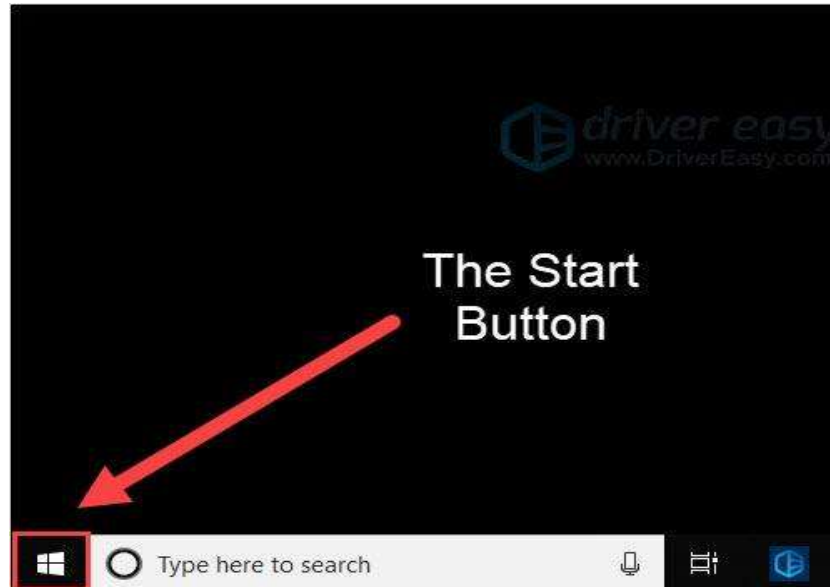 driver easy
www.DriverEasy.com
The Start
Button
Type here to search